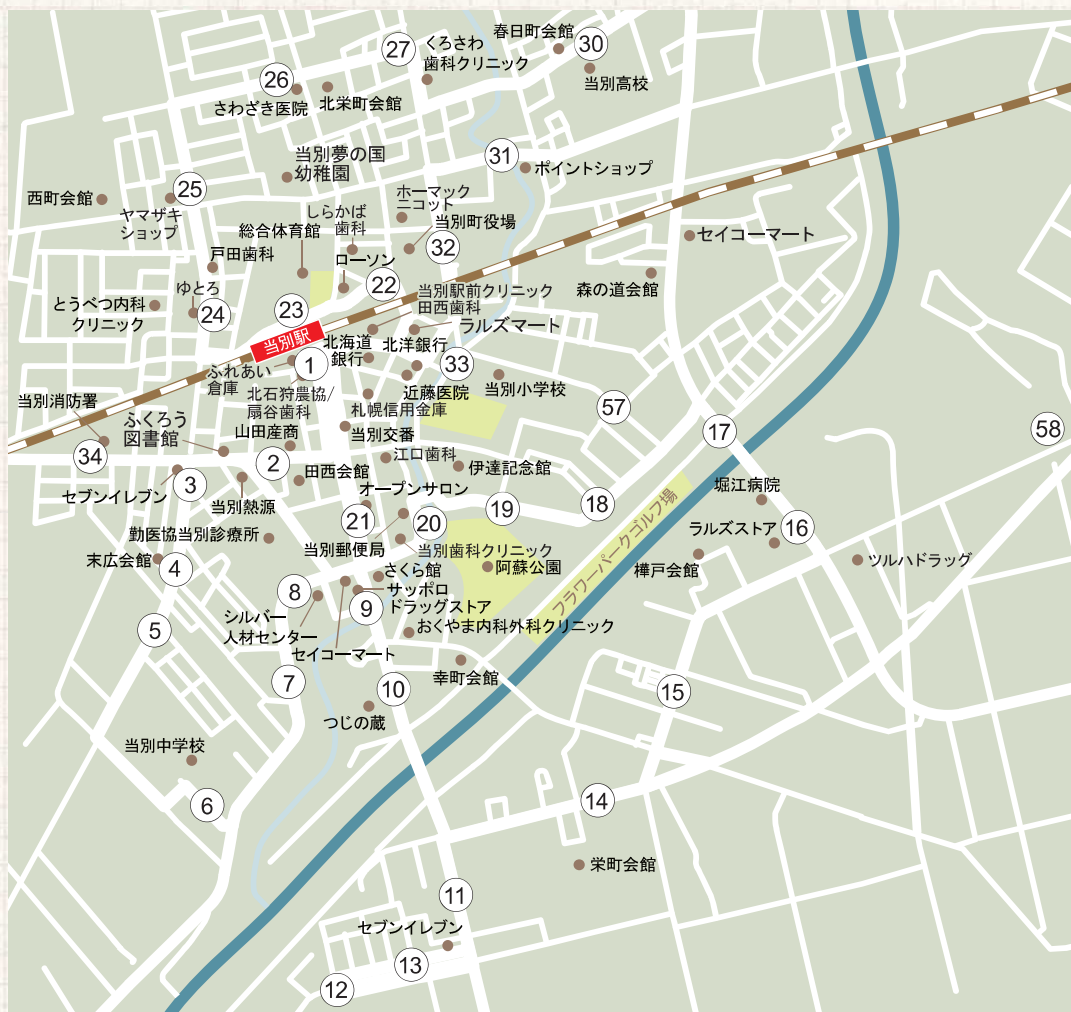 春日町会館
30
27
くろさわ
歯科クリニック
当別高校
26
さわざき医院
北栄町会館
31
ポイントショップ
当別夢の国
幼稚園
西町会館
25
ヤマザキ
ショップ
ホーマック
ニコット
しらかば
歯科
当別町役場
総合体育館
32
セイコーマート
戸田歯科
ローソン
森の道会館
ゆとろ
22
当別駅前クリニック
田西歯科
とうべつ内科
クリニック
24
23
ラルズマート
当別駅
北海道
銀行
北洋銀行
33
1
ふれあい
倉庫
近藤医院
当別小学校
北石狩農協/
扇谷歯科
札幌信用金庫
57
当別消防署
ふくろう
図書館
山田産商
当別交番
17
58
34
江口歯科
2
田西会館
伊達記念館
セブンイレブン
3
当別熱源
オープンサロン
堀江病院
21
20
19
18
フラワーパークゴルフ場
ラルズストア
16
勤医協当別診療所
当別郵便局
当別歯科クリニック
末広会館
4
阿蘇公園
樺戸会館
ツルハドラッグ
さくら館
8
サッポロ
ドラッグストア
9
シルバー
人材センター
おくやま内科外科クリニック
5
セイコーマート
幸町会館
7
10
15
つじの蔵
当別中学校
6
14
栄町会館
11
セブンイレブン
13
12